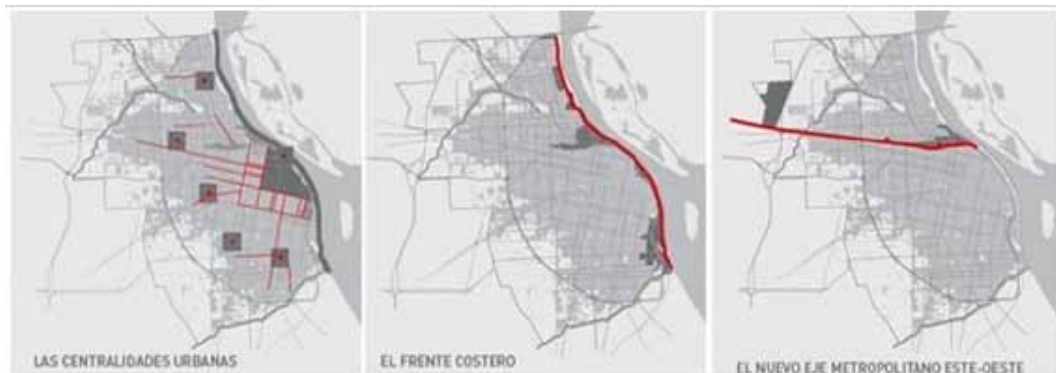 LAS CENTRALIDADES URBANAS
EL FRENTE COSTERO
EL NUEVO EJE METROPOLITANO ESTE-OESTE